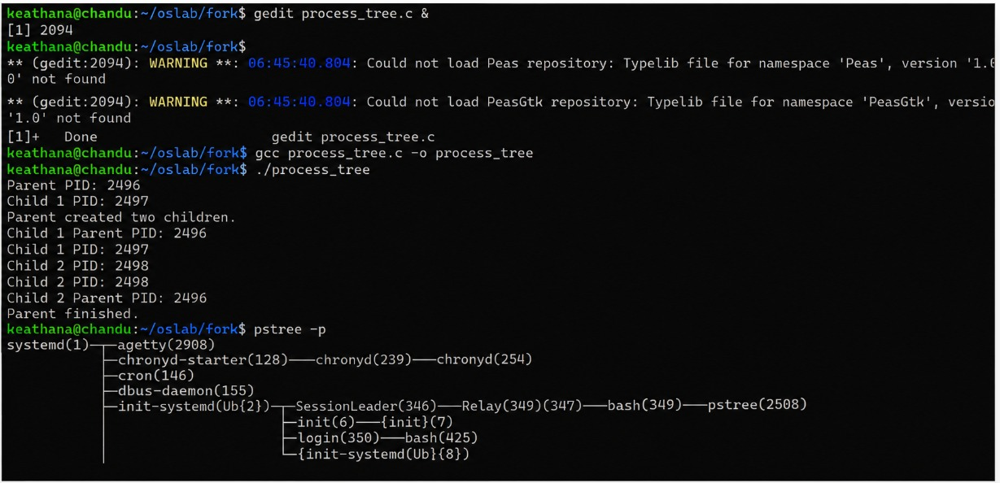 keathana@chandu:~/oslab/fork$ gedit process_tree.c &
[1] 2094
keathana@chandu:~/oslab/fork$
** (gedit:2094): WARNING **: 06:45:40.804: Could not load Peas repository: Typelib file for namespace 'Peas', version '1.0
0' not found
** (gedit:2094): WARNING **: 06:45:40.804: Could not load PeasGtk repository: Typelib file for namespace 'PeasGtk', versio
'1.0' not found
[1]+  Done                    gedit process_tree.c
keathana@chandu:~/oslab/fork$ gcc process_tree.c -o process_tree
keathana@chandu:~/oslab/fork$ ./process_tree
Parent PID: 2496
Child 1 PID: 2497
Parent created two children.
Child 1 Parent PID: 2496
Child 1 PID: 2497
Child 2 PID: 2498
Child 2 PID: 2498
Child 2 Parent PID: 2496
Parent finished.
keathana@chandu:~/oslab/fork$ pstree -p
systemd(1)─┬─agetty(2908)
├─chronyd-starter(128)───chronyd(239)───chronyd(254)
├─cron(146)
├─dbus-daemon(155)
├─init-systemd(Ub{2})─┬─SessionLeader(346)───Relay(349)(347)───bash(349)───pstree(2508)
├─init(6)───{init}(7)
├─login(350)───bash(425)
└─{init-systemd(Ub}{8})